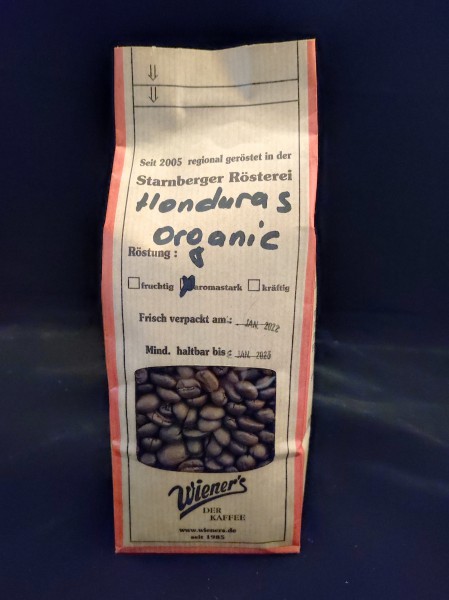 Seit 2005 regional geröstet in der
Starnberger Rösterei
Honduras
Organic
Röstung :
fruchtig aromastark kräftig
Frisch verpackt am : JAN 2022
Mind. haltbar bis : JAN 2023
Wiener's
DER
KAFFEE
www.wieners.de
seit 1985